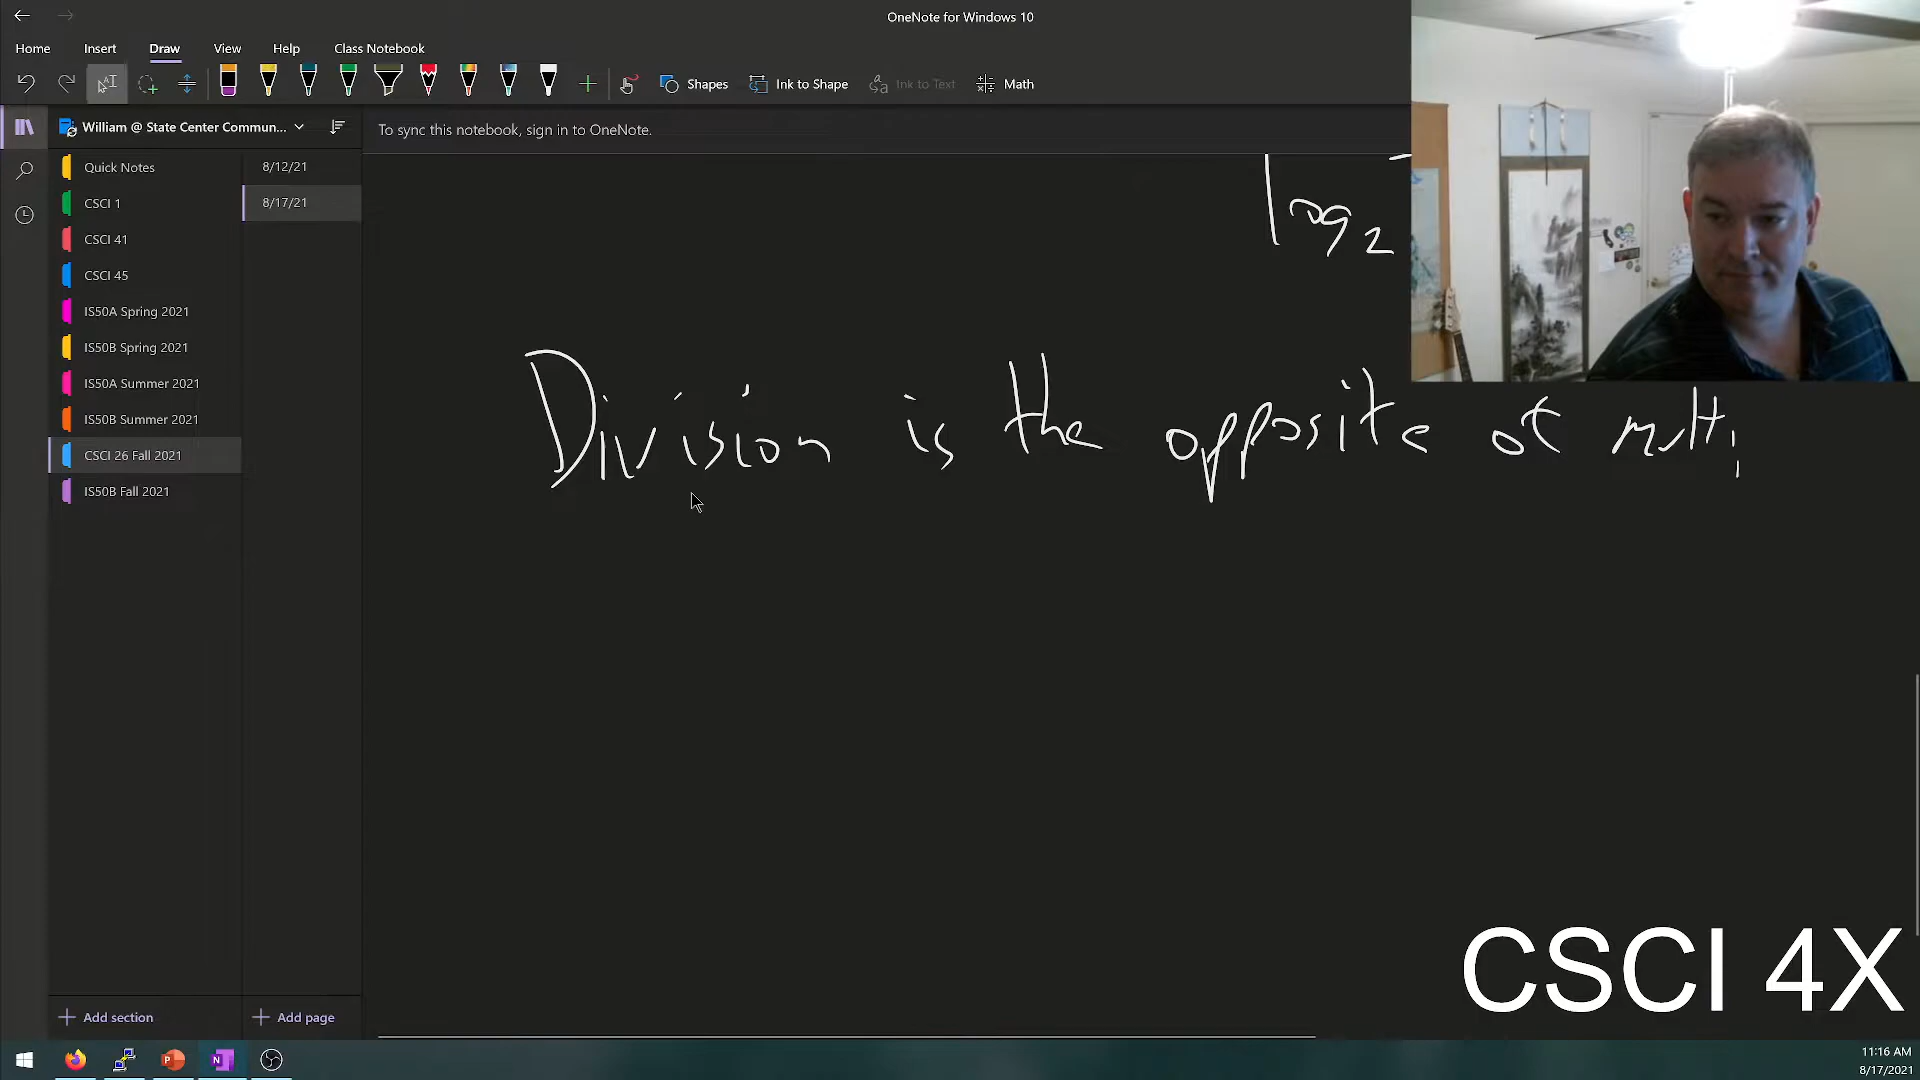 OneNote for Windows 10
Home Insert Draw View Help Class Notebook
Shapes Ink to Shape Ink to Text Math
William @ State Center Commun...
To sync this notebook, sign in to OneNote.
Quick Notes
CSCI 1
CSCI 41
CSCI 45
IS50A Spring 2021
IS50B Spring 2021
IS50A Summer 2021
IS50B Summer 2021
CSCI 26 Fall 2021
IS50B Fall 2021
8/12/21
8/17/21
log2
Division is the opposite of multi
CSCI 4X
Add section
Add page
11:16 AM
8/17/2021